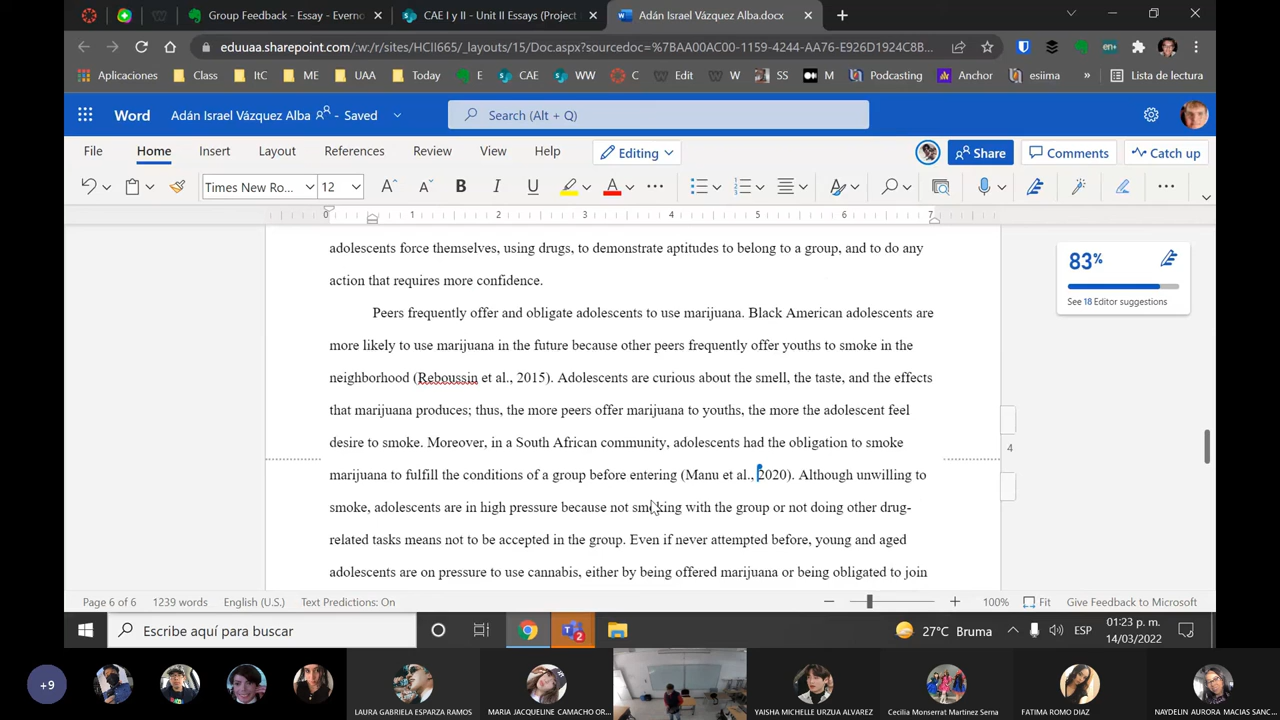 Group Feedback - Essay - Everno
CAE I y II - Unit II Essays (Project
Adán Israel Vázquez Alba.docx
eduuaa.sharepoint.com/:w:/r/sites/HCII665/_layouts/15/Doc.aspx?sourcedoc=%7BAA00AC00-1159-4244-AA76-E926D1924C8B...
Aplicaciones Class ItC ME UAA Today E CAE WW C Edit W SS M Podcasting Anchor esiima » Lista de lectura
Word Adán Israel Vázquez Alba - Saved Search (Alt + Q)
File Home Insert Layout References Review View Help Editing Share Comments Catch up
Times New Ro... 12 A A B I U A
0 1 2 3 4 5 6 7
83%
See 18 Editor suggestions
adolescents force themselves, using drugs, to demonstrate aptitudes to belong to a group, and to do any
action that requires more confidence.
Peers frequently offer and obligate adolescents to use marijuana. Black American adolescents are
more likely to use marijuana in the future because other peers frequently offer youths to smoke in the
neighborhood (Reboussin et al., 2015). Adolescents are curious about the smell, the taste, and the effects
that marijuana produces; thus, the more peers offer marijuana to youths, the more the adolescent feel
desire to smoke. Moreover, in a South African community, adolescents had the obligation to smoke
4
marijuana to fulfill the conditions of a group before entering (Manu et al., 2020). Although unwilling to
smoke, adolescents are in high pressure because not smoking with the group or not doing other drug-
related tasks means not to be accepted in the group. Even if never attempted before, young and aged
adolescents are on pressure to use cannabis, either by being offered marijuana or being obligated to join
Page 6 of 6 1239 words English (U.S.) Text Predictions: On 100% Fit Give Feedback to Microsoft
Escribe aquí para buscar 2 27°C Bruma ESP 01:23 p. m.
14/03/2022
+9 LAURA GABRIELA ESPARZA RAMOS MARIA JACQUELINE CAMACHO OR... YAISHA MICHELLE URZUA ALVAREZ Cecilia Monserrat Martinez Serna FATIMA ROMO DIAZ NAYDELIN AURORA MACIAS SANC...